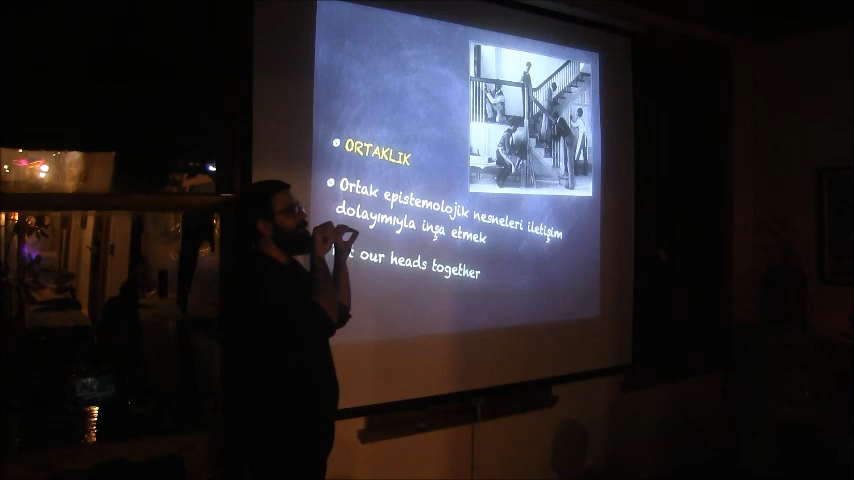 ORTAKLIK
Ortak epistemolojik nesneleri iletişim
dolayımıyla inşa etmek
our heads together